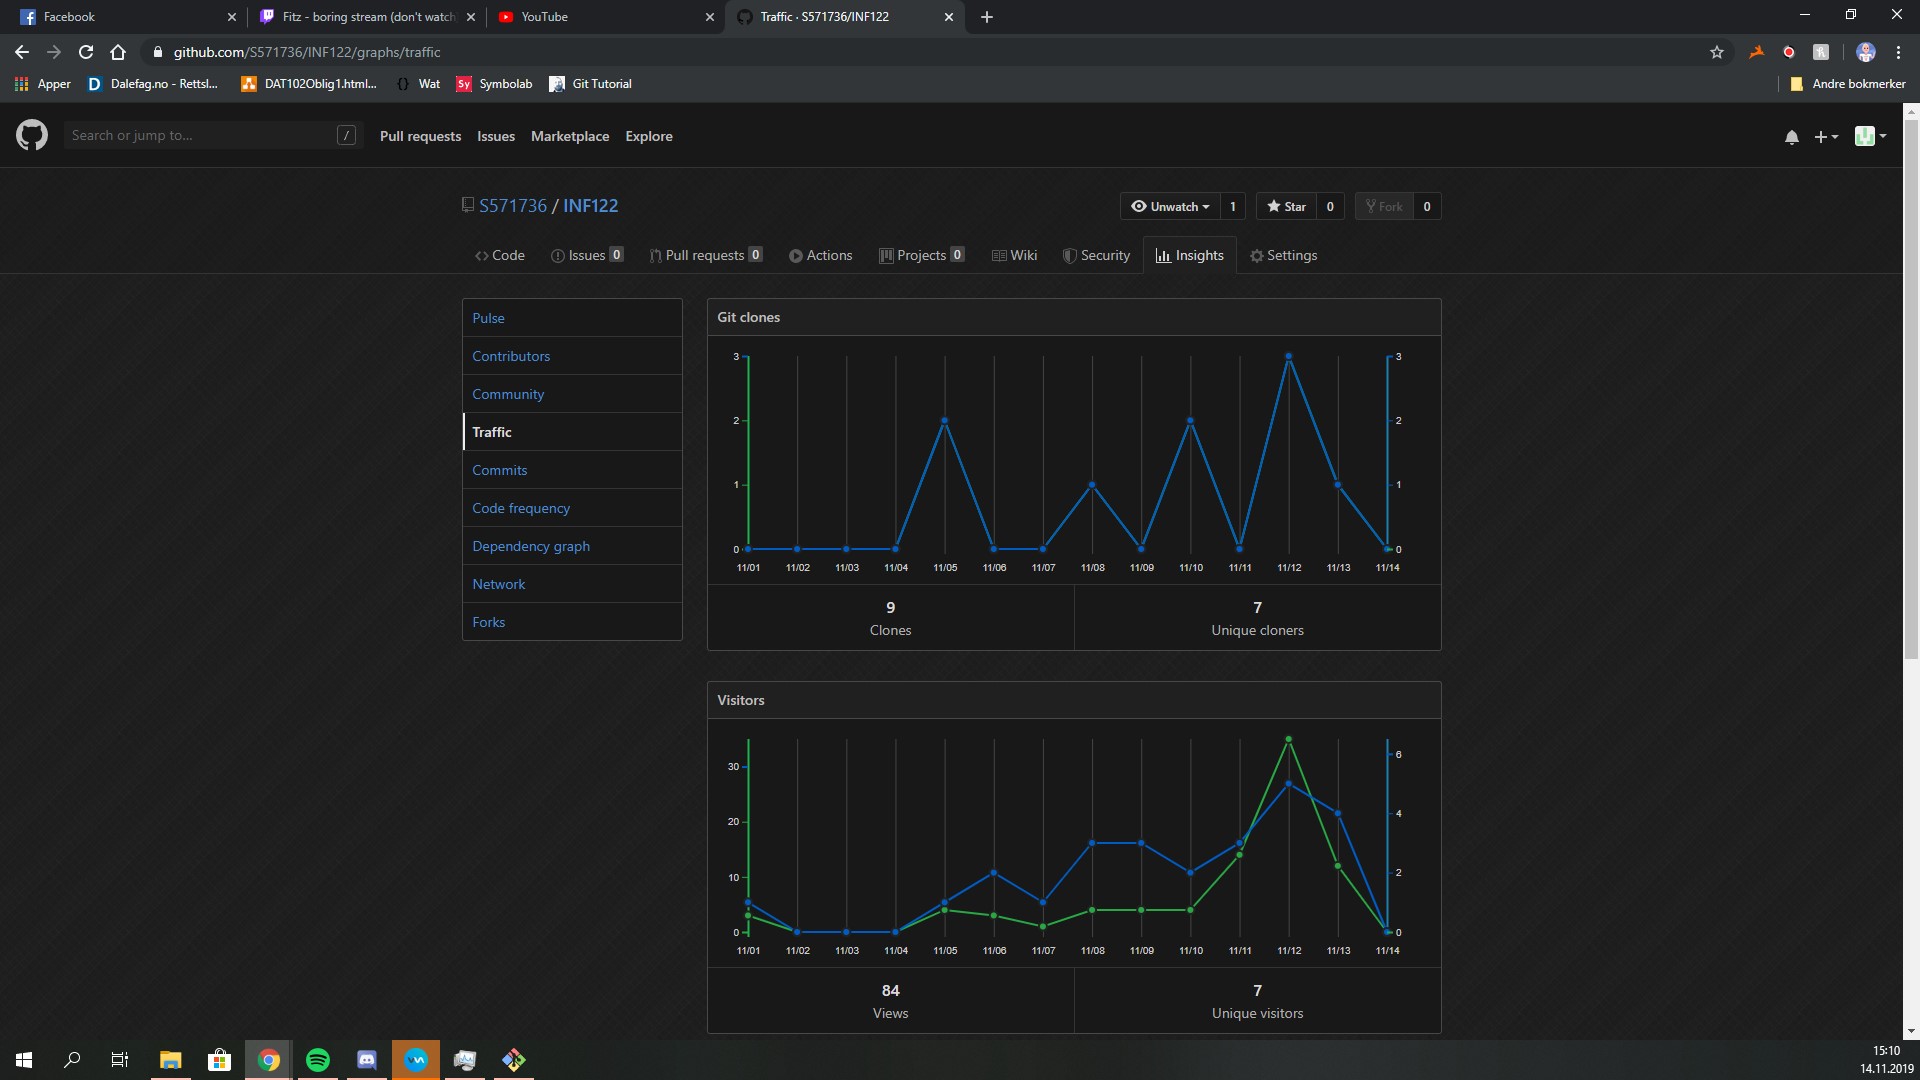 Facebook
Fitz - boring stream (don't watch
YouTube
Traffic · S571736/INF122
github.com/S571736/INF122/graphs/traffic
Apper
D Dalefag.no - Rettsl...
DAT102Oblig1.html...
{} Wat
Sy Symbolab
Git Tutorial
Andre bokmerker
Search or jump to... /
Pull requests
Issues
Marketplace
Explore
S571736 / INF122
Unwatch 1
Star 0
Fork 0
Code
Issues 0
Pull requests 0
Actions
Projects 0
Wiki
Security
Insights
Settings
Pulse
Contributors
Community
Traffic
Commits
Code frequency
Dependency graph
Network
Forks
Git clones
3 3
2 2
1 1
0 0
11/01 11/02 11/03 11/04 11/05 11/06 11/07 11/08 11/09 11/10 11/11 11/12 11/13 11/14
9
Clones
7
Unique cloners
Visitors
30 6
20 4
10 2
0 0
11/01 11/02 11/03 11/04 11/05 11/06 11/07 11/08 11/09 11/10 11/11 11/12 11/13 11/14
84
Views
7
Unique visitors
15:10
14.11.2019